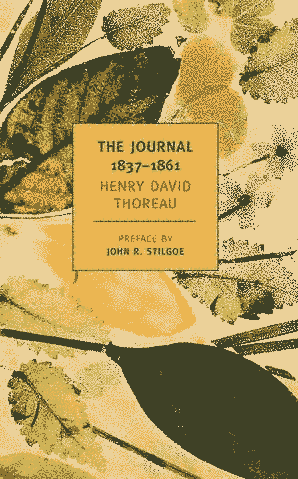 THE JOURNAL
1837–1861
HENRY DAVID
THOREAU
PREFACE BY
JOHN R. STILGOE